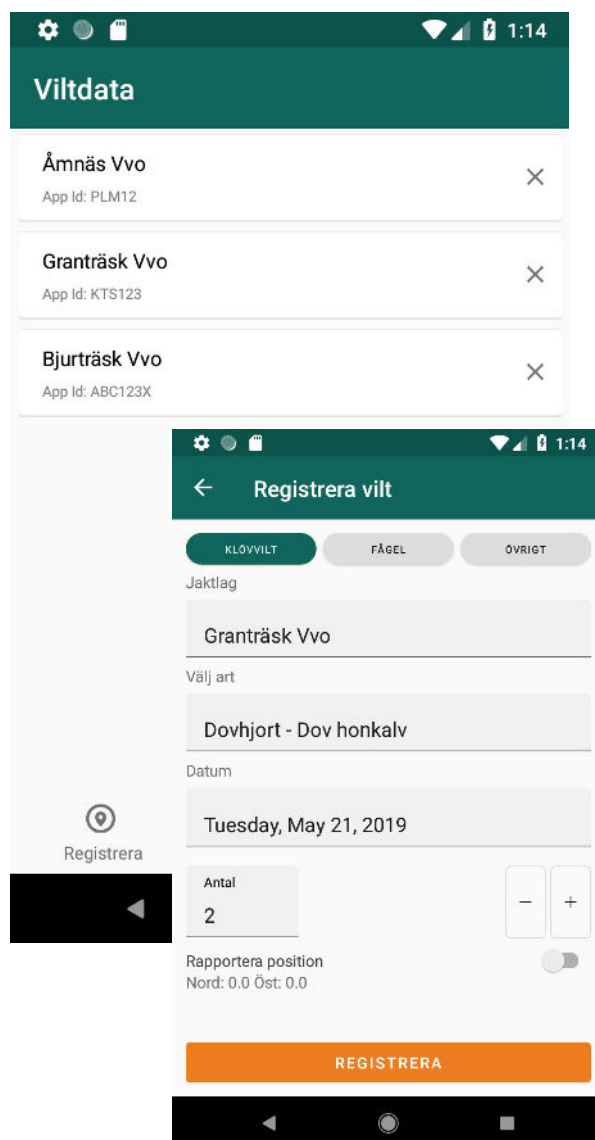 1:14
Viltdata
Åmnäs Vvo
App Id: PLM12
Granträsk Vvo
App Id: KTS123
Bjurträsk Vvo
App Id: ABC123X
Registrera
1:14
Registrera vilt
KLÖVVILT FÅGEL ÖVRIGT
Jaktlag
Granträsk Vvo
Välj art
Dovhjort - Dov honkalv
Datum
Tuesday, May 21, 2019
Antal
2
− +
Rapportera position
Nord: 0.0 Öst: 0.0
REGISTRERA